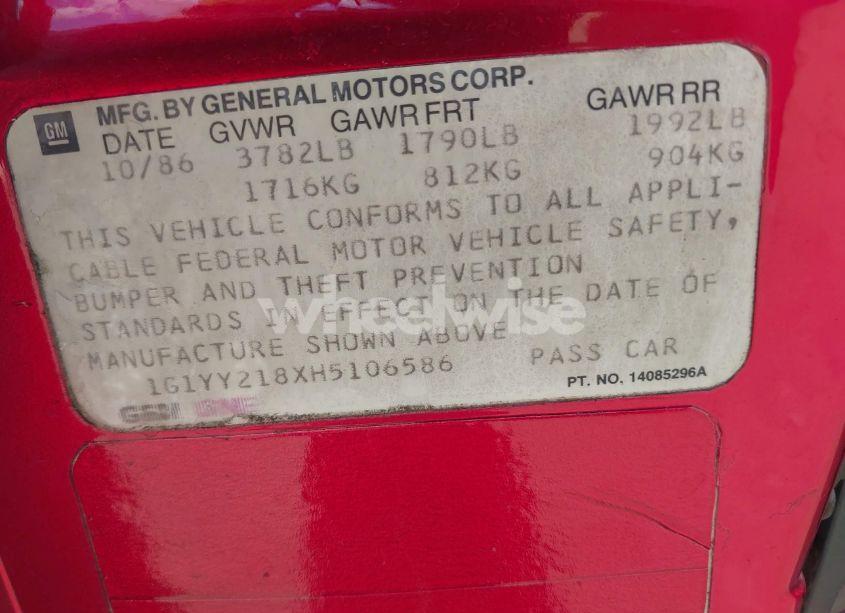 GM
MFG. BY GENERAL MOTORS CORP.
DATE GVWR GAWR FRT GAWR RR
10/86 3782LB 1790LB 1992LB
1716KG 812KG 904KG
THIS VEHICLE CONFORMS TO ALL APPLI-
CABLE FEDERAL MOTOR VEHICLE SAFETY,
BUMPER AND THEFT PREVENTION
STANDARDS IN EFFECT ON THE DATE OF
MANUFACTURE SHOWN ABOVE
1G1YY218XH5106586 PASS CAR
PT. NO. 14085296A
wheelwise